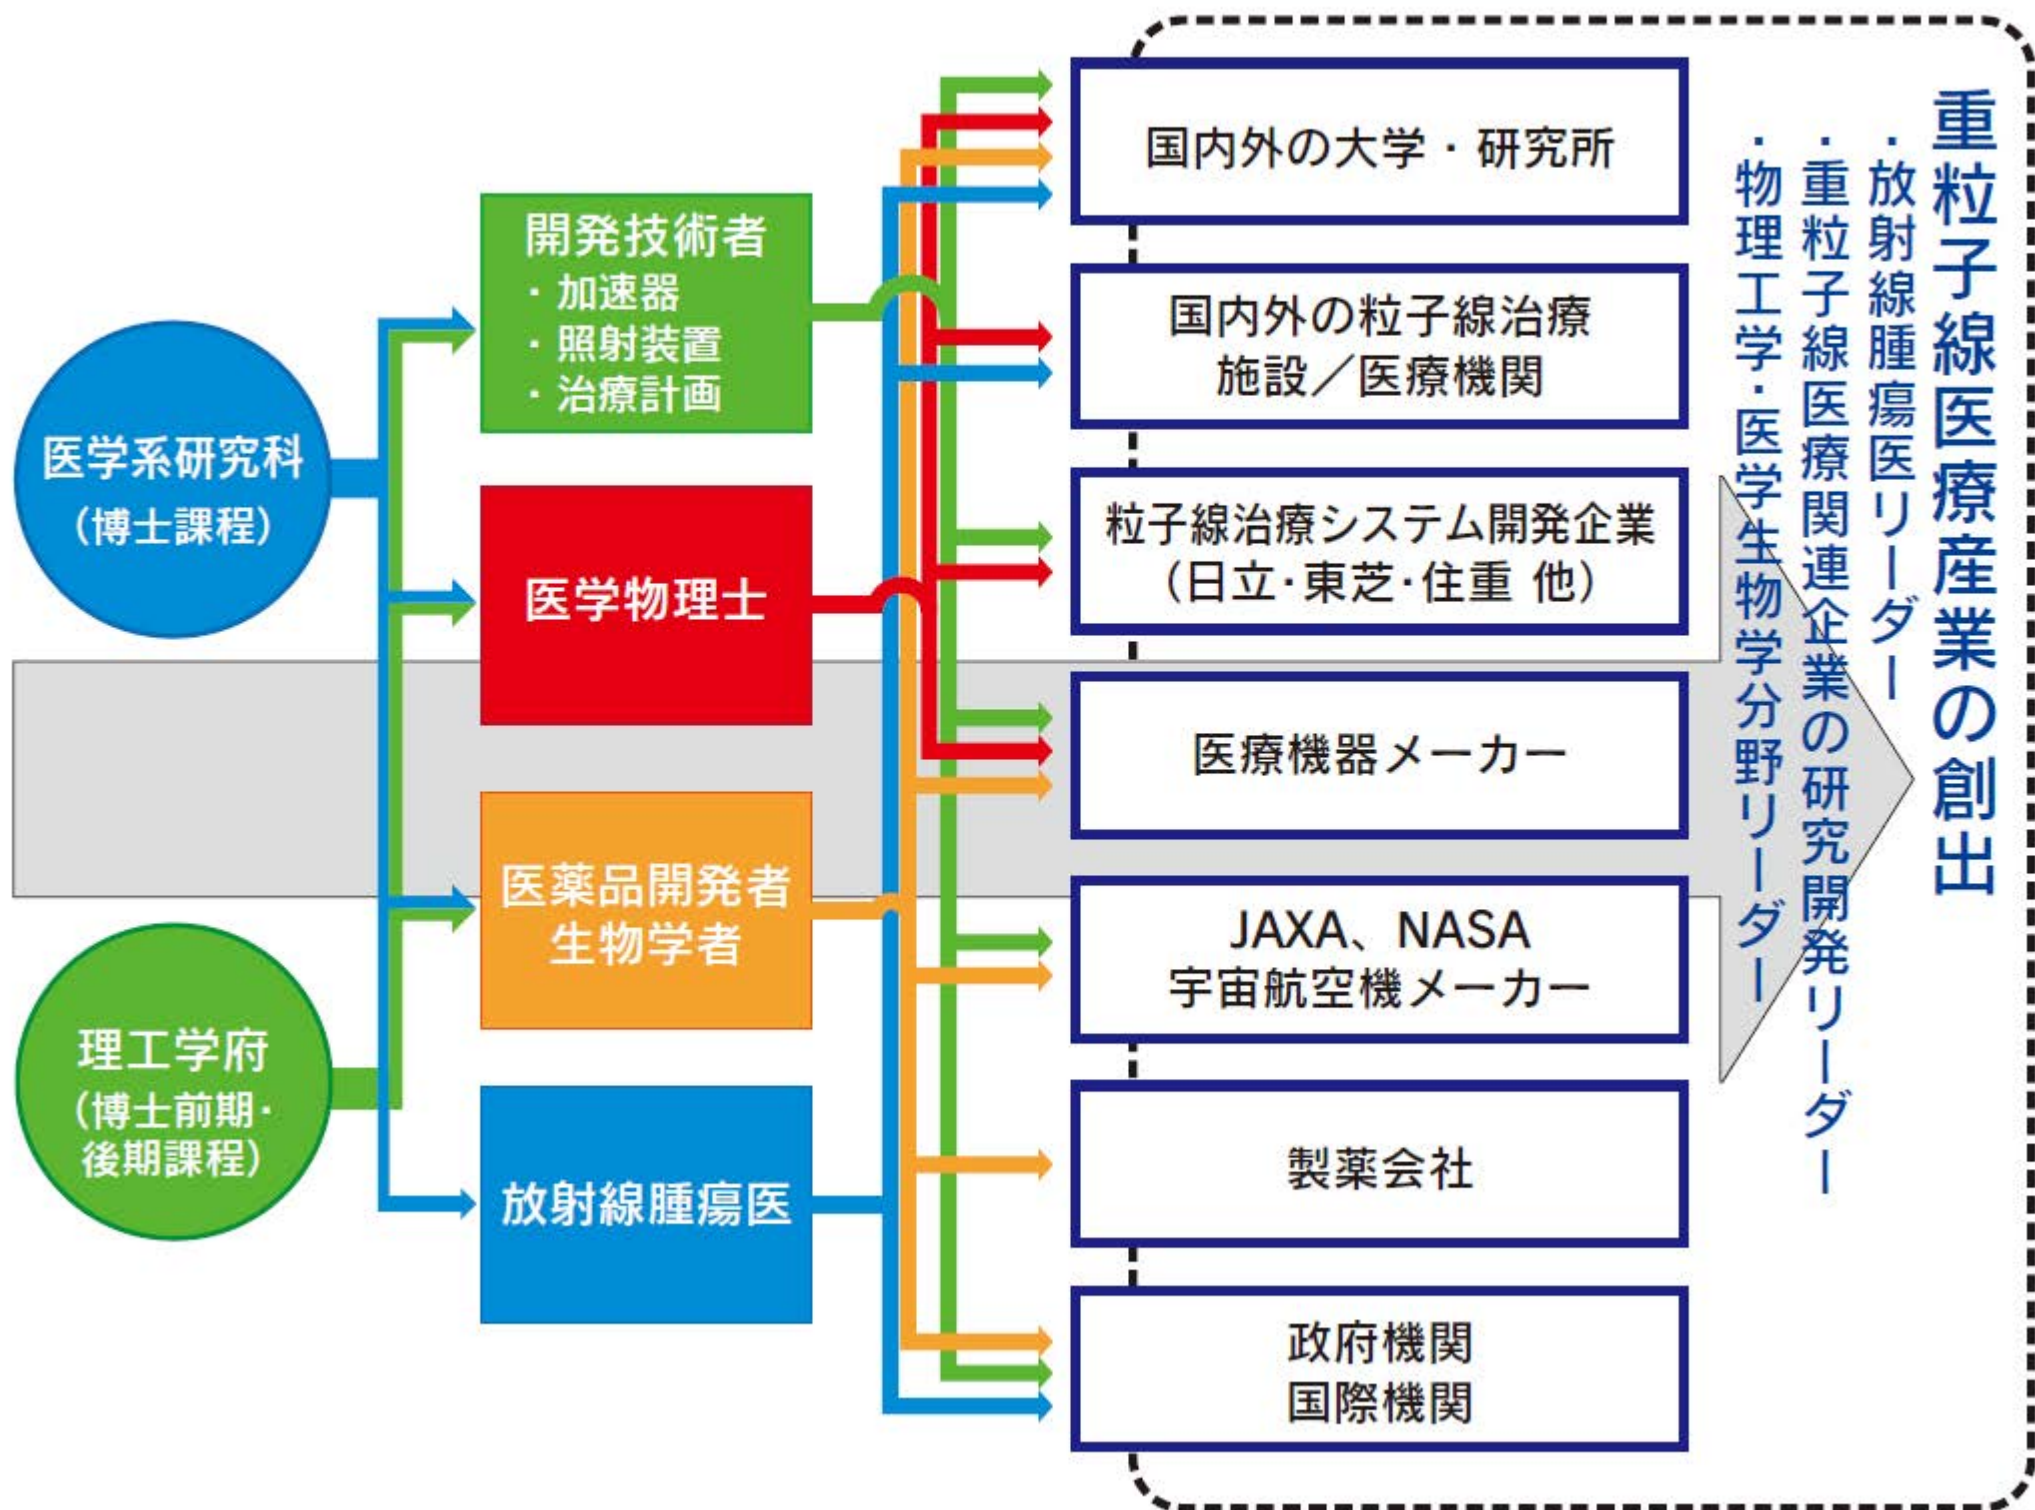 医学系研究科
（博士課程）
理工学府
（博士前期・
後期課程）
開発技術者
・加速器
・照射装置
・治療計画
医学物理士
医薬品開発者
生物学者
放射線腫瘍医
国内外の大学・研究所
国内外の粒子線治療
施設／医療機関
粒子線治療システム開発企業
（日立・東芝・住重 他）
医療機器メーカー
JAXA、NASA
宇宙航空機メーカー
製薬会社
政府機関
国際機関
重粒子線医療産業の創出
・放射線腫瘍医リーダー
・重粒子線医療関連企業の研究開発リーダー
・物理工学・医学生物学分野リーダー